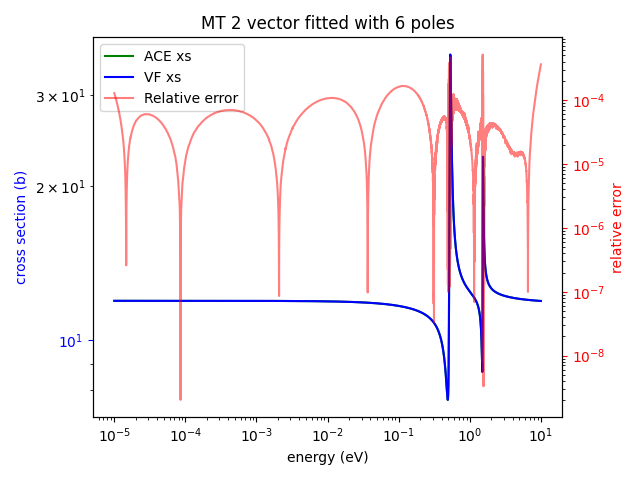 MT 2 vector fitted with 6 poles
ACE xs
VF xs
Relative error
3 × 10¹
2 × 10¹
10¹
cross section (b)
10⁻⁴
10⁻⁵
10⁻⁶
10⁻⁷
10⁻⁸
relative error
10⁻⁵ 10⁻⁴ 10⁻³ 10⁻² 10⁻¹ 10⁰ 10¹
energy (eV)